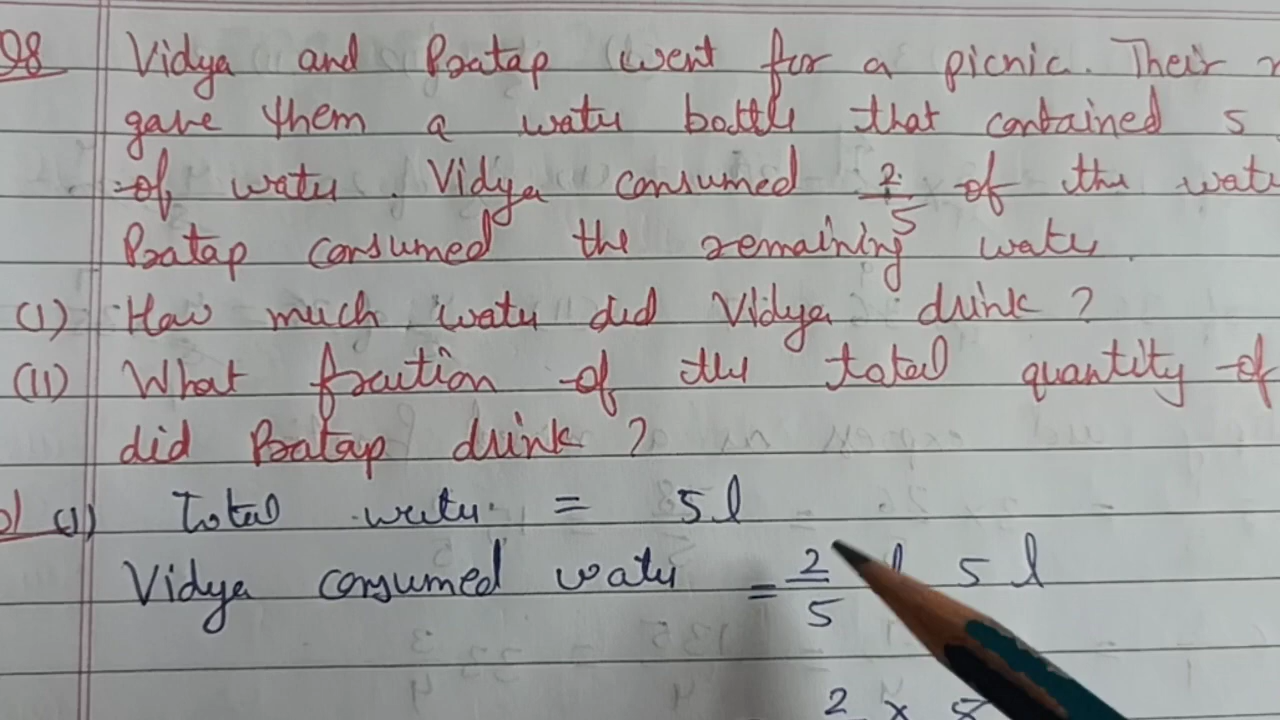 Q8 Vidya and Pratap went for a picnic. Their
gave them a water bottle that contained 5
of water. Vidya consumed 2/5 of the wate
Pratap consumed the remaining water.
(I) How much water did Vidya drink?
(II) What fraction of the total quantity of
did Pratap drink?
(I) Total water = 5 l
Vidya consumed water = 2/5 5 l
2 x 5